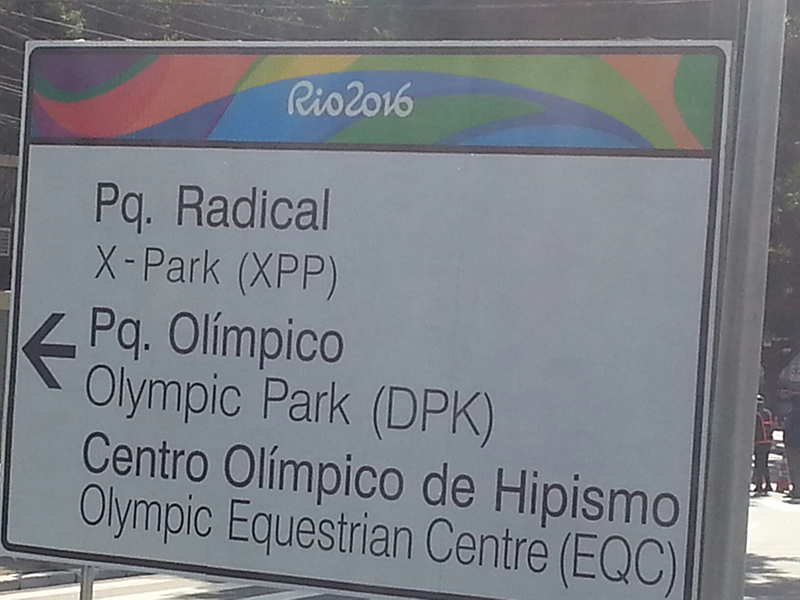 Rio2016
Pq. Radical
X-Park (XPP)
Pq. Olímpico
Olympic Park (DPK)
Centro Olímpico de Hipismo
Olympic Equestrian Centre (EQC)